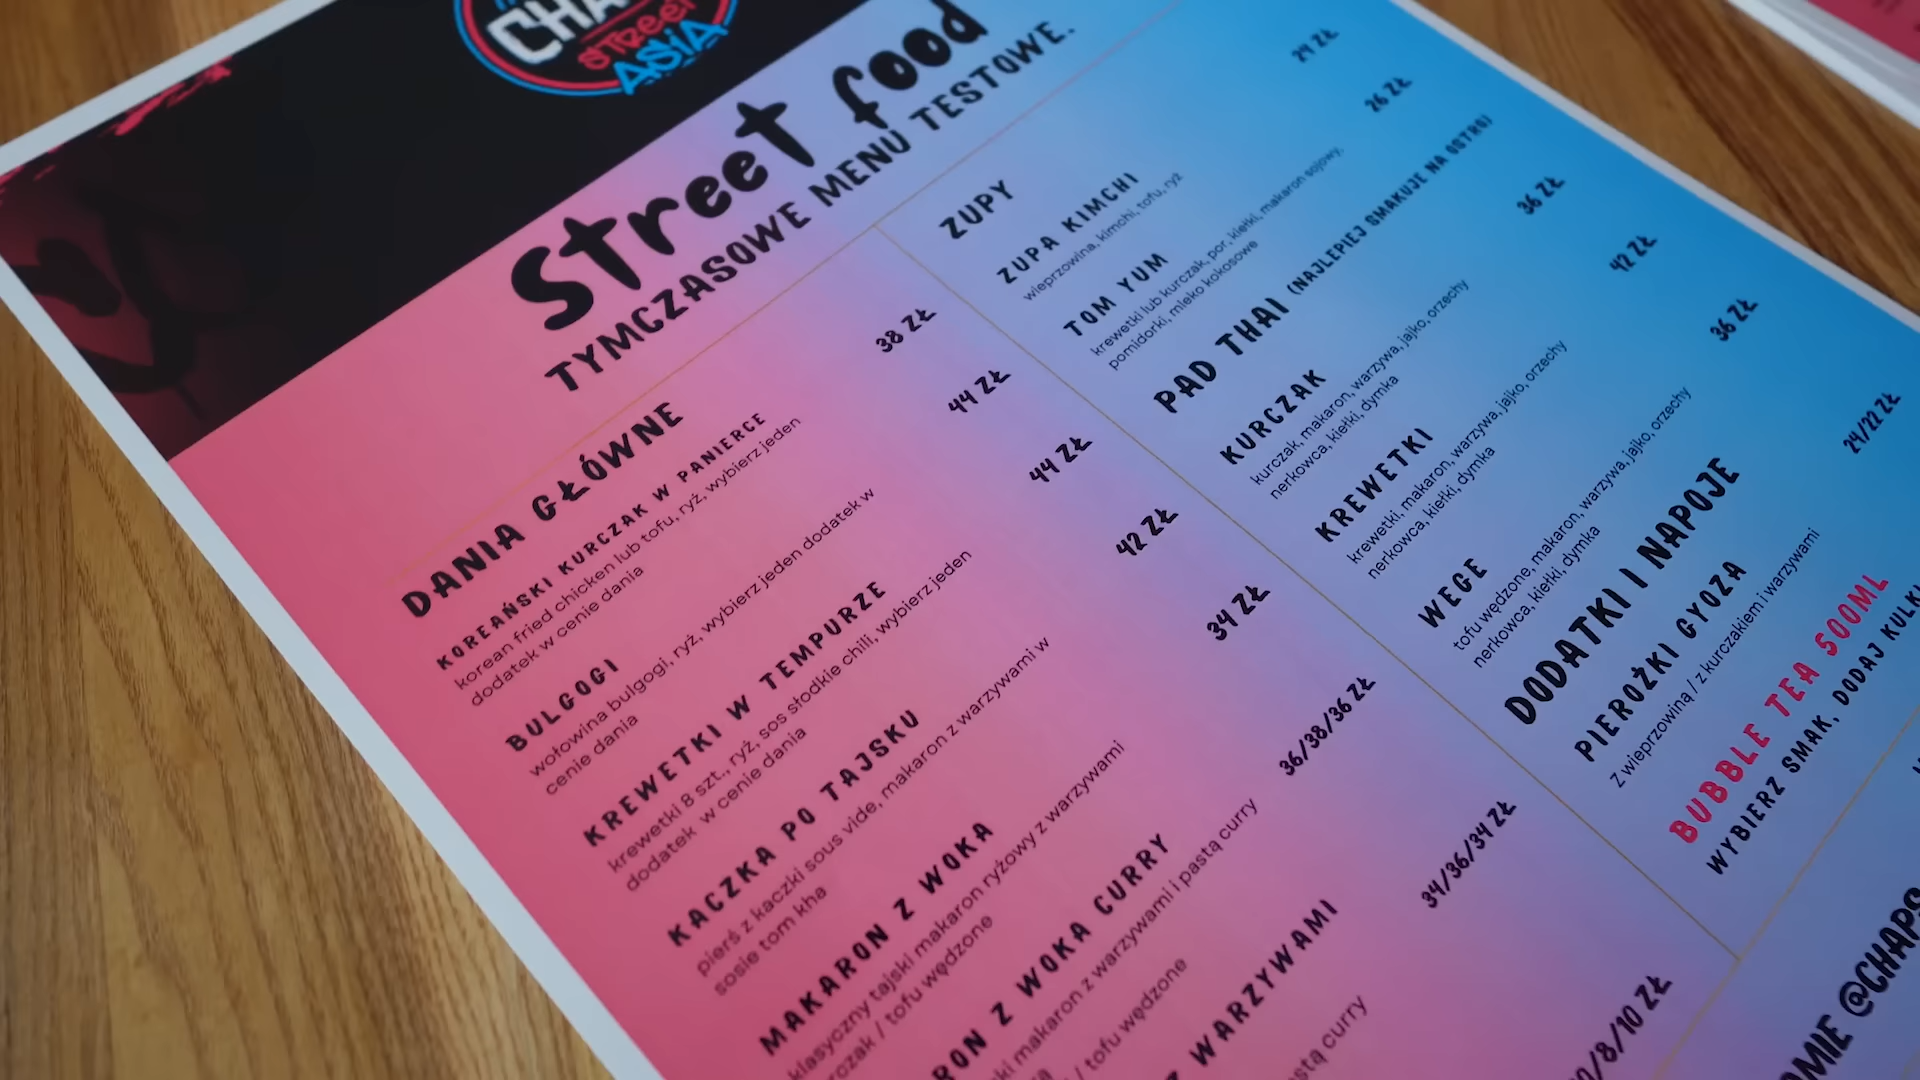 STREET
ASIA
Street food
TYMCZASOWE MENU TESTOWE.
DANIA GŁÓWNE
KOREAŃSKI KURCZAK W PANIERCE 38 ZŁ
korean fried chicken lub tofu, ryż, wybierz jeden
dodatek w cenie dania
BULGOGI 44 ZŁ
wołowina bulgogi, ryż, wybierz jeden dodatek w
cenie dania
KREWETKI W TEMPURZE 44 ZŁ
krewetki 8 szt., ryż, sos słodkie chili, wybierz jeden
dodatek w cenie dania
KACZKA PO TAJSKU 42 ZŁ
pierś z kaczki sous vide, makaron z warzywami w
sosie tom kha
MAKARON Z WOKA 34 ZŁ
klasyczny tajski makaron ryżowy z warzywami
/ tofu wędzone
Z WOKA CURRY 36/38/36 ZŁ
makaron z warzywami i pastą curry
/ tofu wędzone
Z WARZYWAMI 34/36/34 ZŁ
curry
/8/10 ZŁ
ZUPY
ZUPA KIMCHI 29 ZŁ
wieprzowina, kimchi, tofu, ryż
TOM YUM 26 ZŁ
krewetki lub kurczak, por, kiełki, makaron sojowy,
pomidorki, mleko kokosowe
PAD THAI (NAJLEPIEJ SMAKUJE NA OSTRO)
KURCZAK 36 ZŁ
kurczak, makaron, warzywa, jajko, orzechy
nerkowca, kiełki, dymka
KREWETKI 42 ZŁ
krewetki, makaron, warzywa, jajko, orzechy
nerkowca, kiełki, dymka
WEGE 36 ZŁ
tofu wędzone, makaron, warzywa, jajko, orzechy
nerkowca, kiełki, dymka
DODATKI I NAPOJE
PIEROŻKI GYOZA 24/22 ZŁ
Z wieprzowiną / z kurczakiem i warzywami
BUBBLE TEA 500ML
WYBIERZ SMAK, DODAJ
@CHAPS